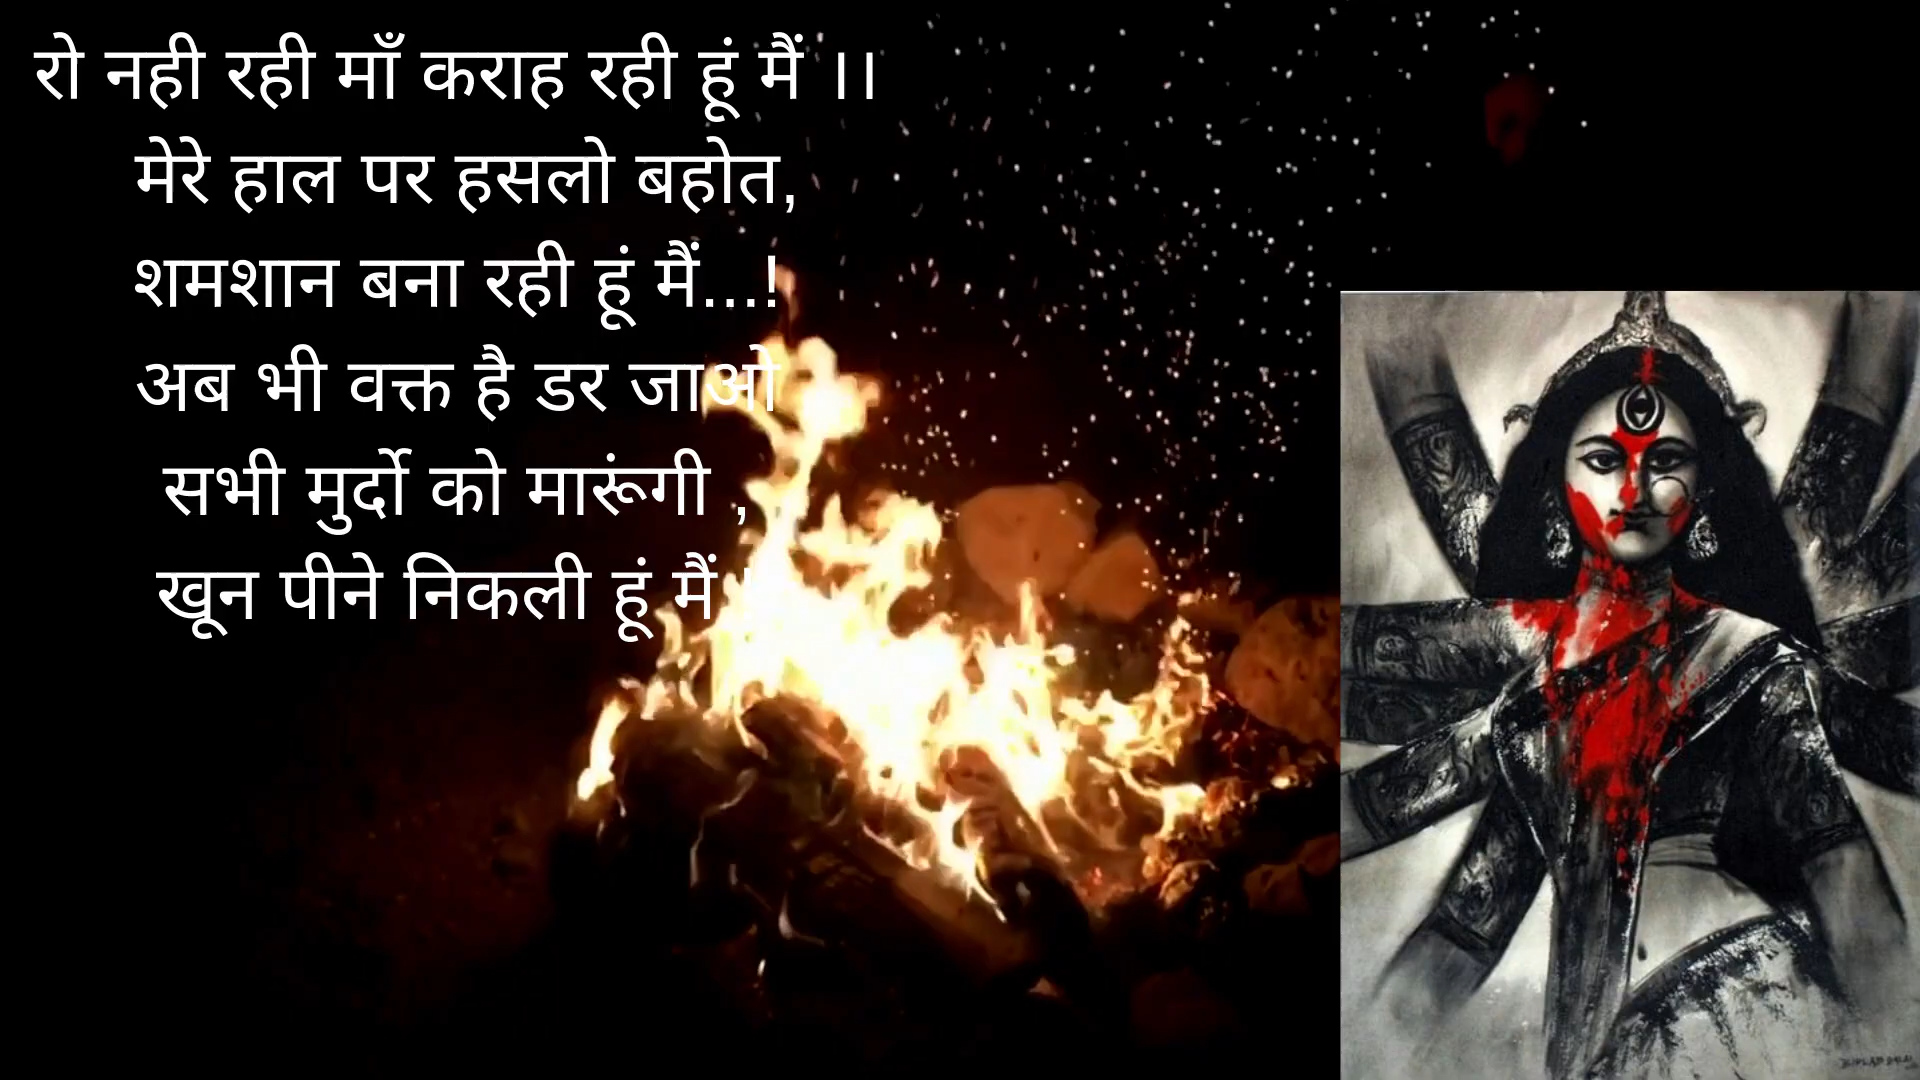 रो नही रही माँ कराह रही हूं मैं ।।
मेरे हाल पर हसलो बहोत,
शमशान बना रही हूं मैं...!
अब भी वक्त है डर जाओ
सभी मुर्दो को मारूंगी ,
खून पीने निकली हूं मैं !